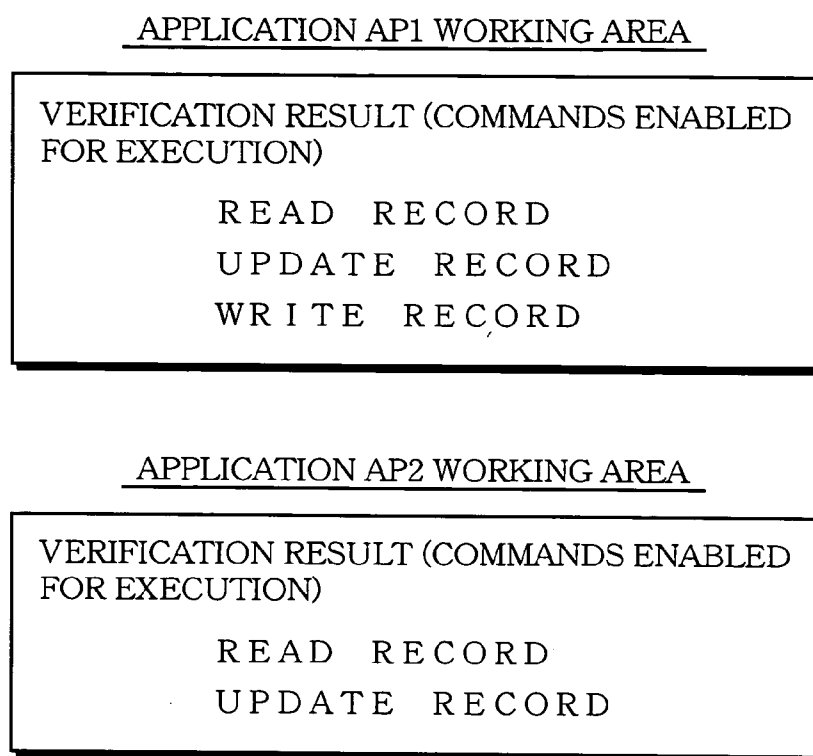 APPLICATION AP1 WORKING AREA
VERIFICATION RESULT (COMMANDS ENABLED
FOR EXECUTION)
READ RECORD
UPDATE RECORD
WRITE RECORD
APPLICATION AP2 WORKING AREA
VERIFICATION RESULT (COMMANDS ENABLED
FOR EXECUTION)
READ RECORD
UPDATE RECORD